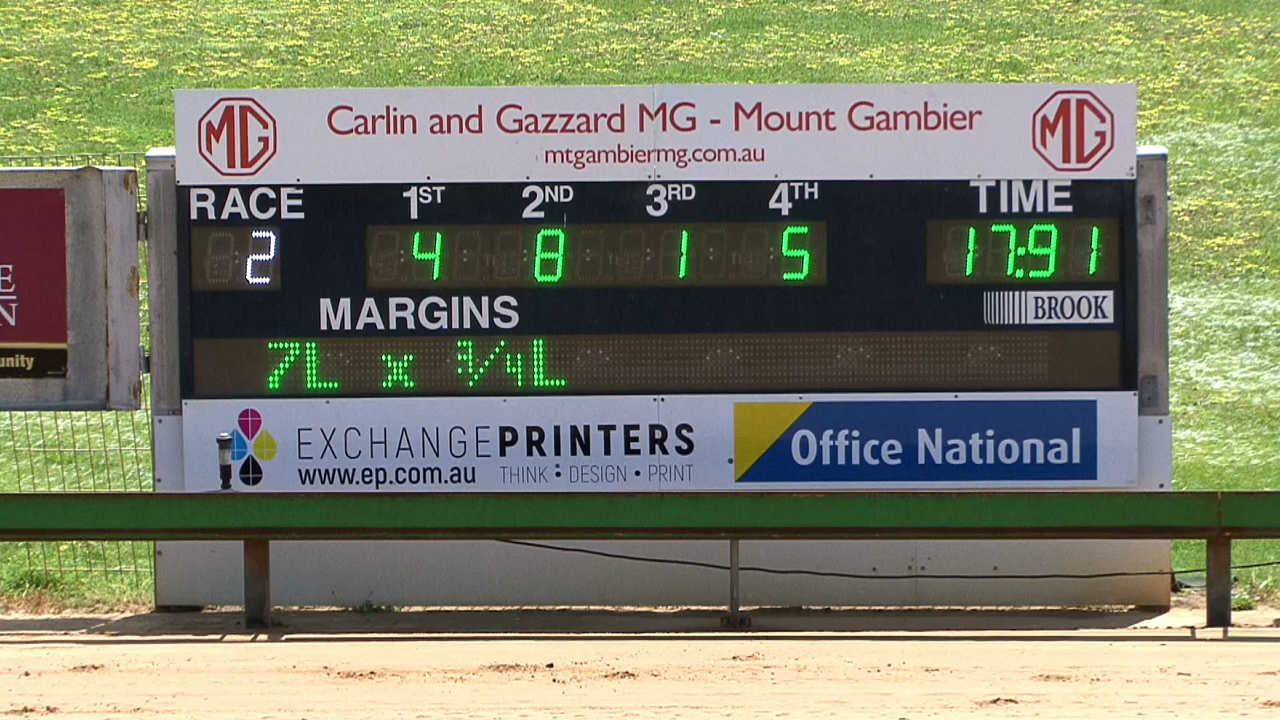 MG Carlin and Gazzard MG - Mount Gambier MG
mtgambiermg.com.au
RACE 1ST 2ND 3RD 4TH TIME
2 4 8 1 5 17:91
MARGINS BROOK
7L x 3/4L
E
N
unity
EXCHANGEPRINTERS
www.ep.com.au THINK : DESIGN • PRINT
Office National